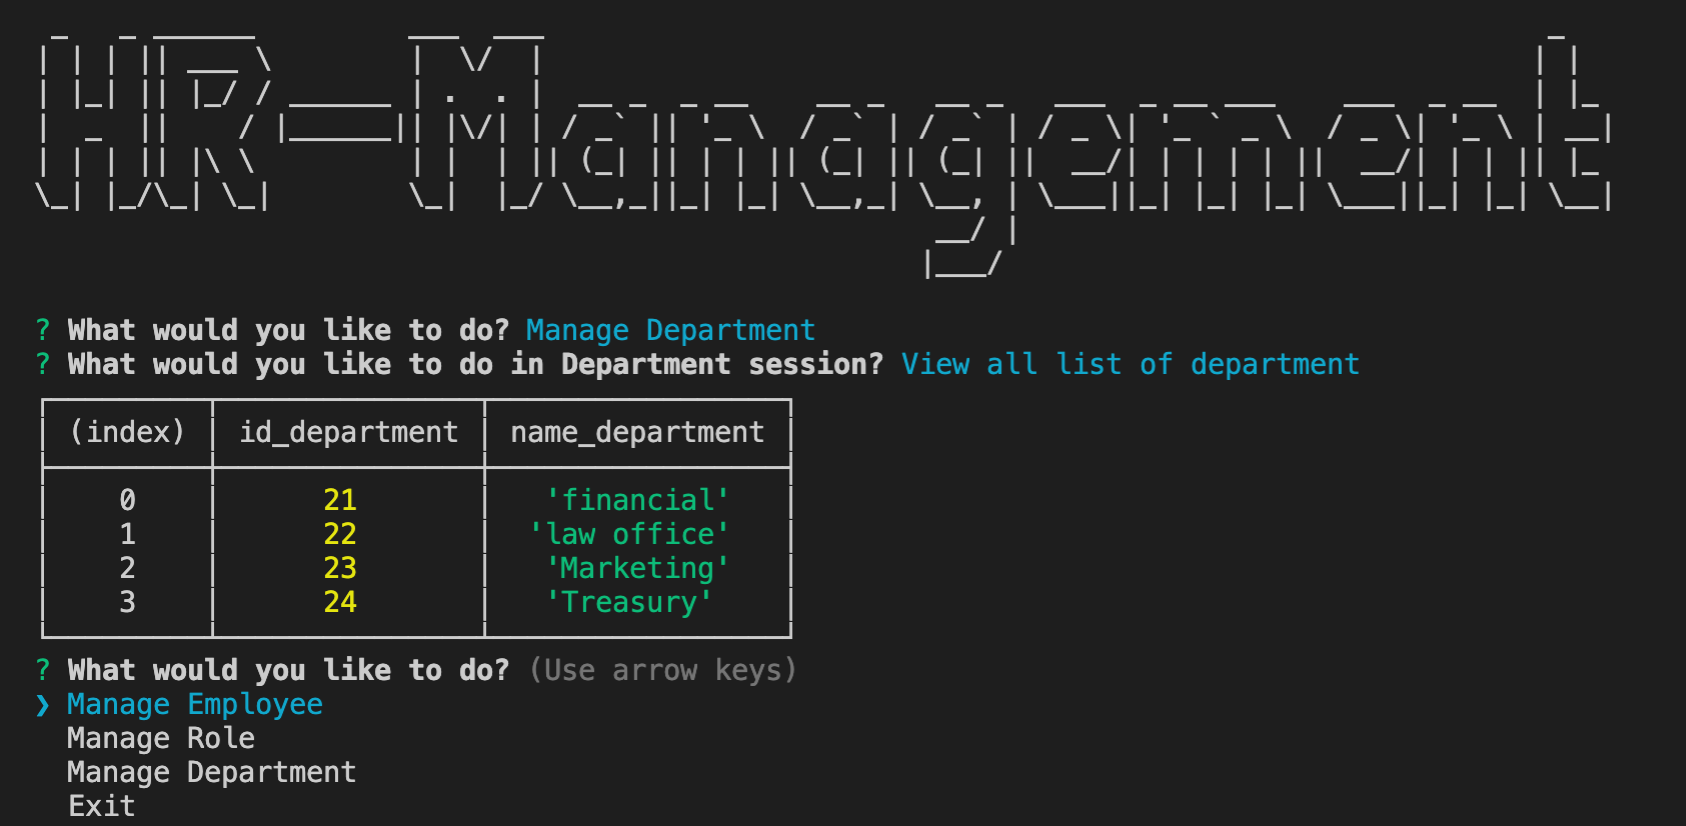 HR-Management
? What would you like to do? Manage Department
? What would you like to do in Department session? View all list of department
(index) id_department name_department
0 21 'financial'
1 22 'law office'
2 23 'Marketing'
3 24 'Treasury'
? What would you like to do? (Use arrow keys)
❯ Manage Employee
Manage Role
Manage Department
Exit